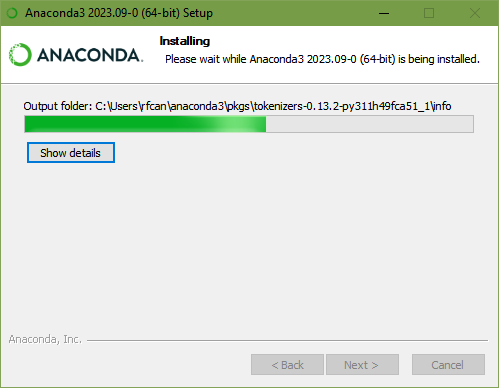 Anaconda3 2023.09-0 (64-bit) Setup
ANACONDA.
Installing
Please wait while Anaconda3 2023.09-0 (64-bit) is being installed.
Output folder: C:\Users\rfcan\anaconda3\pkgs\tokenizers-0.13.2-py311h49fca51_1\info
Show details
Anaconda, Inc.
< Back
Next >
Cancel